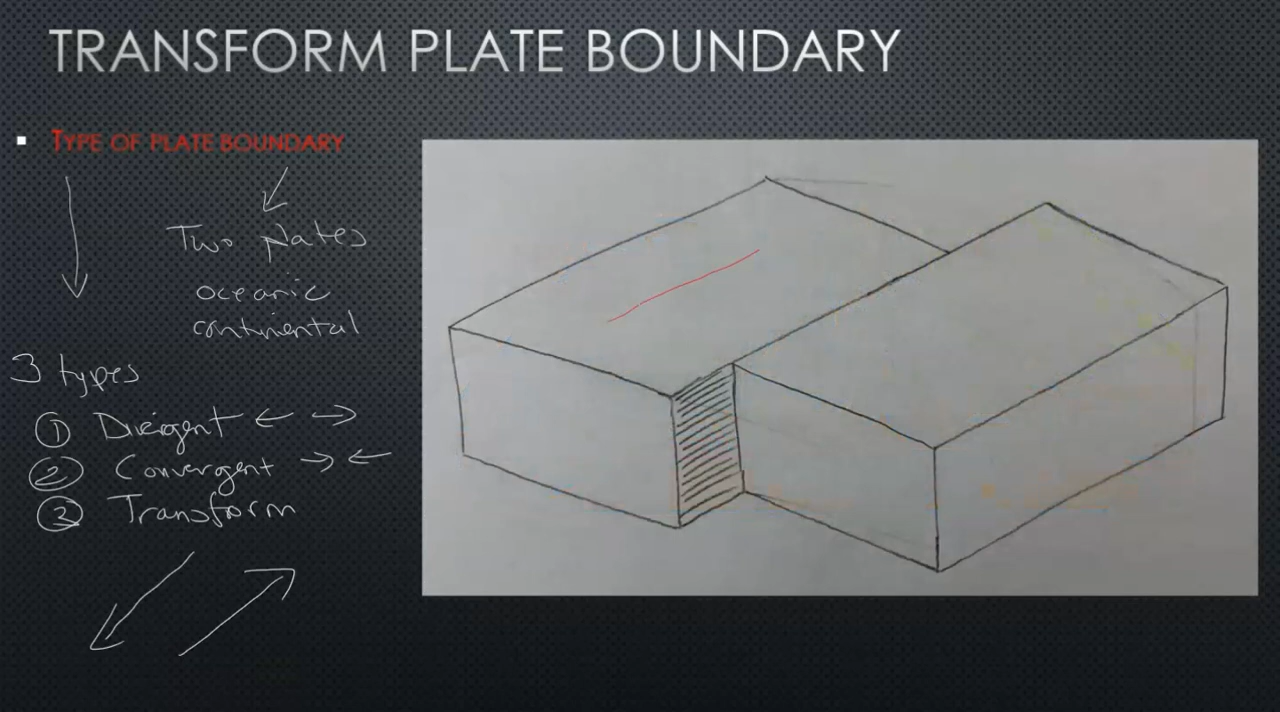 TRANSFORM PLATE BOUNDARY
TYPE OF PLATE BOUNDARY
Two plates
oceanic
continental
3 types
① Divergent ← →
② Convergent → ←
③ Transform